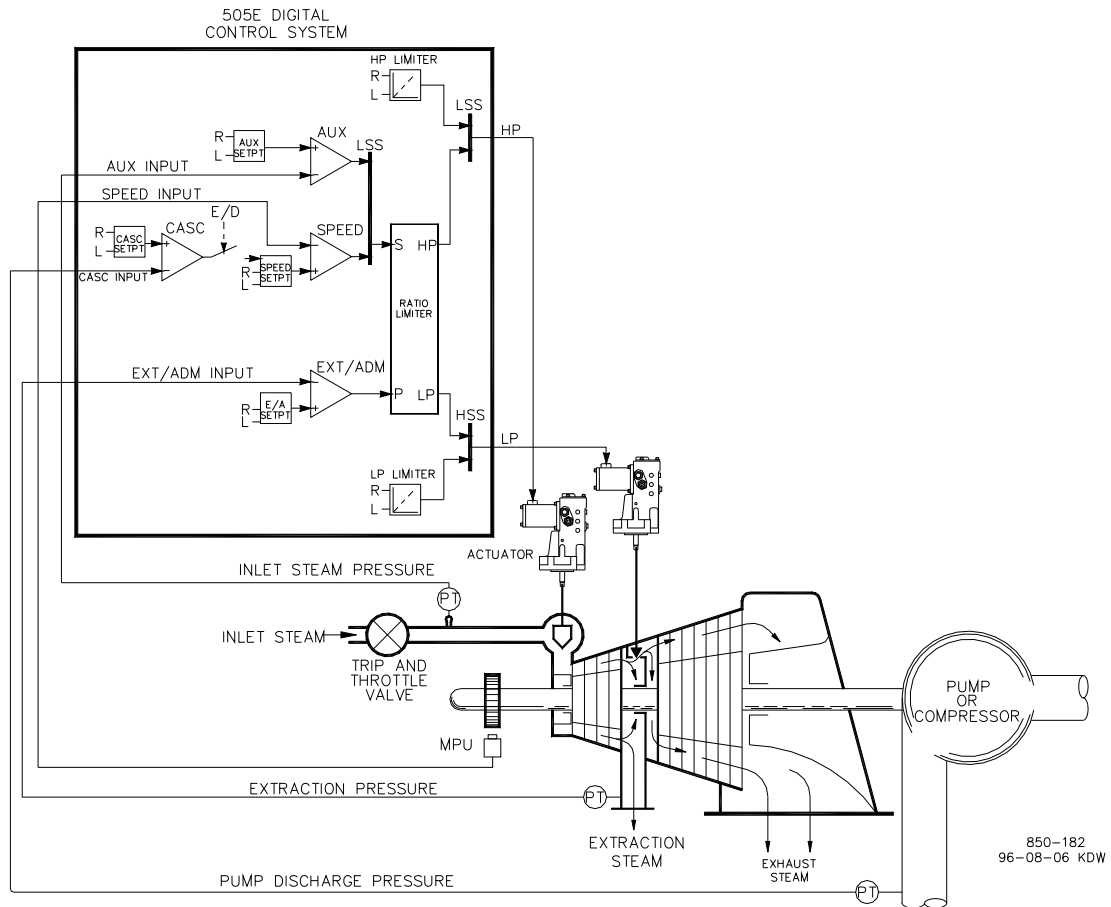 505E DIGITAL
CONTROL SYSTEM
HP LIMITER
R
L
LSS
HP
R
L
AUX
SETPT
AUX
LSS
AUX INPUT
SPEED INPUT
E/D
R
L
CASC
SETPT
CASC
SPEED
S
HP
R
L
SPEED
SETPT
CASC INPUT
RATIO
LIMITER
EXT/ADM INPUT
EXT/ADM
P
LP
R
L
E/A
SETPT
HSS
LP
LP LIMITER
R
L
ACTUATOR
INLET STEAM PRESSURE
PT
INLET STEAM
TRIP AND
THROTTLE
VALVE
PUMP
OR
COMPRESSOR
MPU
EXTRACTION PRESSURE
PT
EXTRACTION
STEAM
EXHAUST
STEAM
850-182
96-08-06 KDW
PUMP DISCHARGE PRESSURE
PT